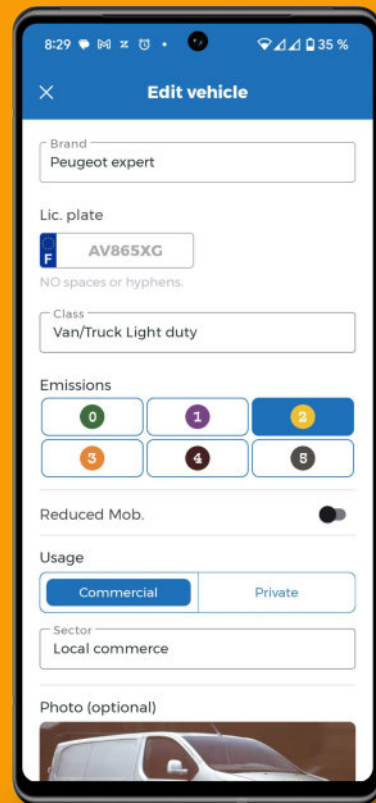 8:29 35 %
Edit vehicle
Brand
Peugeot expert
Lic. plate
F AV865XG
NO spaces or hyphens.
Class
Van/Truck Light duty
Emissions
0 1 2
3 4 5
Reduced Mob.
Usage
Commercial Private
Sector
Local commerce
Photo (optional)